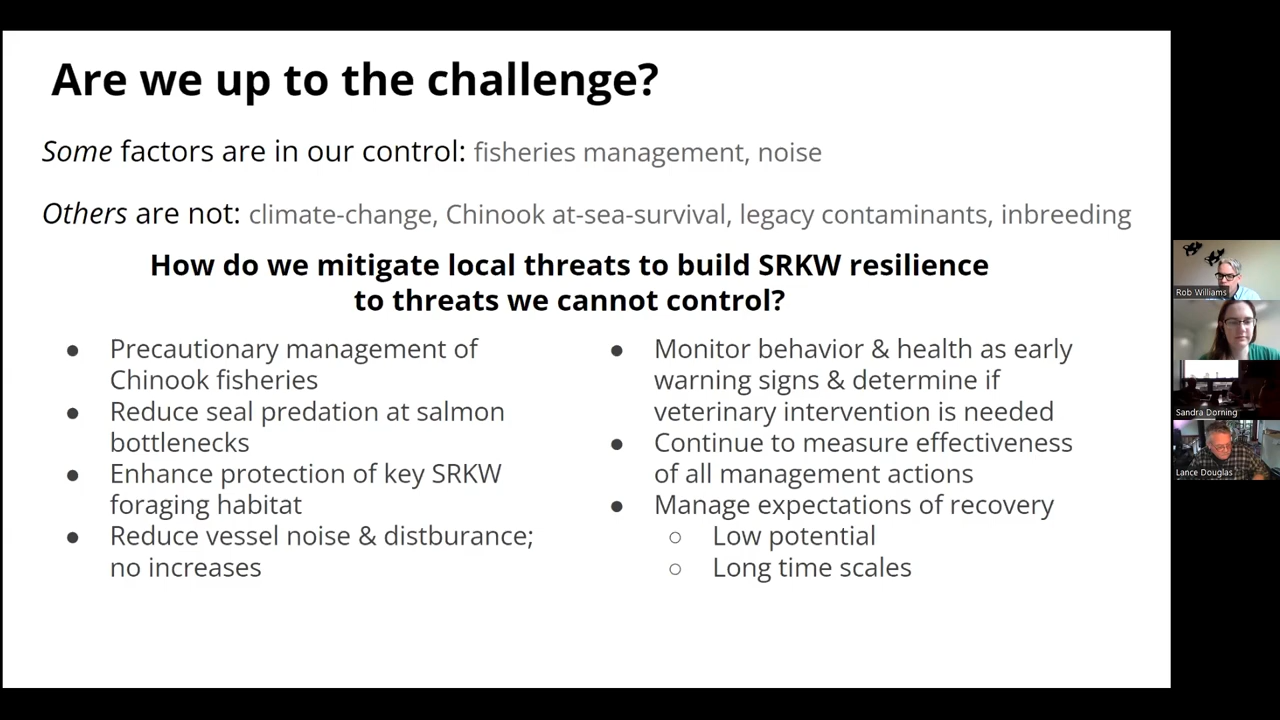 Are we up to the challenge?
Some factors are in our control: fisheries management, noise
Others are not: climate-change, Chinook at-sea-survival, legacy contaminants, inbreeding
How do we mitigate local threats to build SRKW resilience
to threats we cannot control?
● Precautionary management of
Chinook fisheries
● Reduce seal predation at salmon
bottlenecks
● Enhance protection of key SRKW
foraging habitat
● Reduce vessel noise & distburance;
no increases
● Monitor behavior & health as early
warning signs & determine if
veterinary intervention is needed
● Continue to measure effectiveness
of all management actions
● Manage expectations of recovery
○ Low potential
○ Long time scales
Rob Williams
Sandra Dorning
Lance Douglas